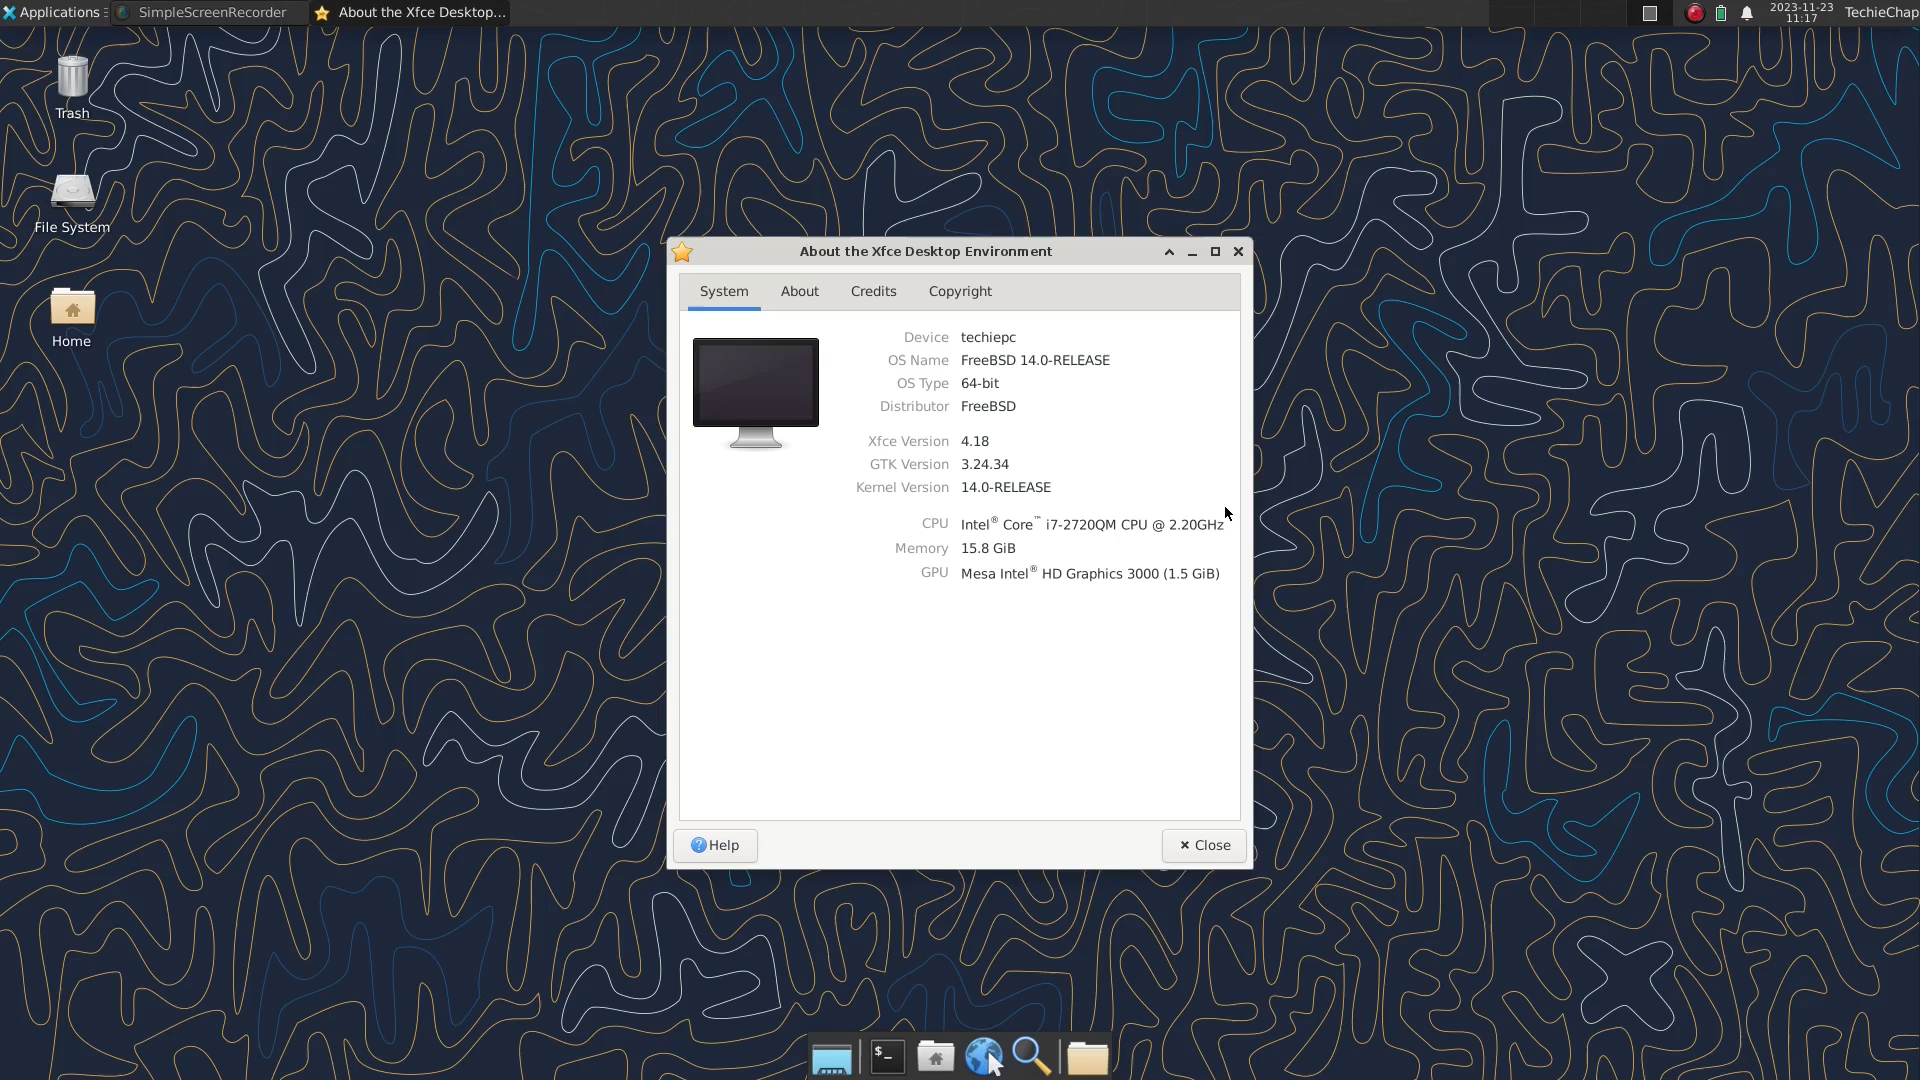 Applications
SimpleScreenRecorder
About the Xfce Desktop...
2023-11-23
11:17
TechieChap
Trash
File System
Home
About the Xfce Desktop Environment
System About Credits Copyright
Device techiepc
OS Name FreeBSD 14.0-RELEASE
OS Type 64-bit
Distributor FreeBSD
Xfce Version 4.18
GTK Version 3.24.34
Kernel Version 14.0-RELEASE
CPU Intel® Core™ i7-2720QM CPU @ 2.20GHz
Memory 15.8 GiB
GPU Mesa Intel® HD Graphics 3000 (1.5 GiB)
Help
Close
$_